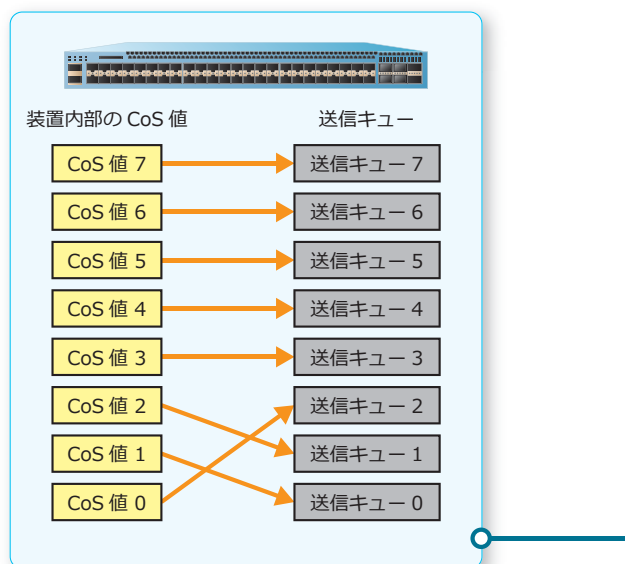 装置内部の CoS 値 送信キュー
CoS 値 7 送信キュー 7
CoS 値 6 送信キュー 6
CoS 値 5 送信キュー 5
CoS 値 4 送信キュー 4
CoS 値 3 送信キュー 3
CoS 値 2 送信キュー 2
CoS 値 1 送信キュー 1
CoS 値 0 送信キュー 0